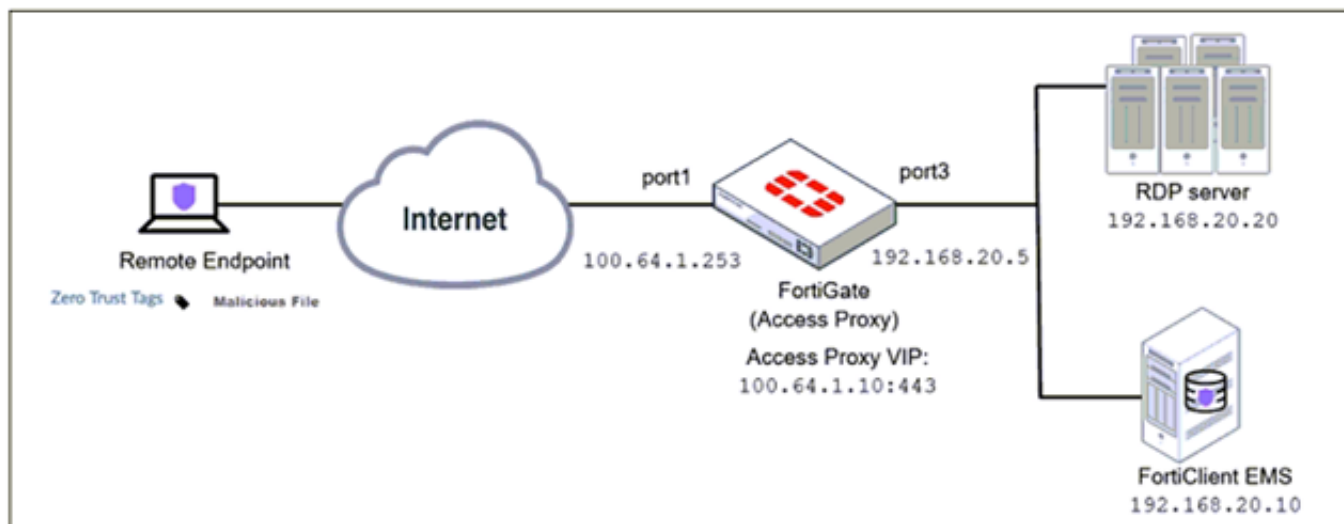 Remote Endpoint
Zero Trust Tags Malicious File
Internet
port1
100.64.1.253
port3
192.168.20.5
FortiGate
(Access Proxy)
Access Proxy VIP:
100.64.1.10:443
RDP server
192.168.20.20
FortiClient EMS
192.168.20.10